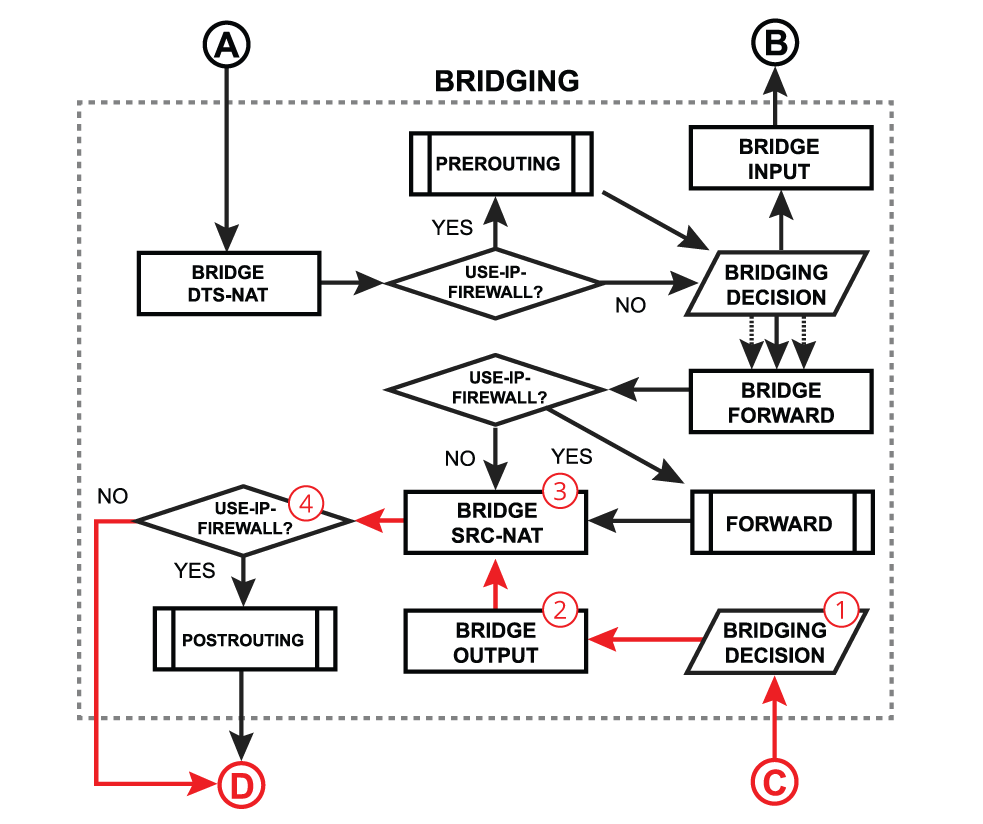 A
B
BRIDGING
PREROUTING
BRIDGE
INPUT
YES
BRIDGE
DTS-NAT
USE-IP-
FIREWALL?
NO
BRIDGING
DECISION
USE-IP-
FIREWALL?
BRIDGE
FORWARD
NO
YES
NO
USE-IP-
FIREWALL?
4
BRIDGE
SRC-NAT
3
FORWARD
YES
POSTROUTING
BRIDGE
OUTPUT
2
BRIDGING
DECISION
1
D
C